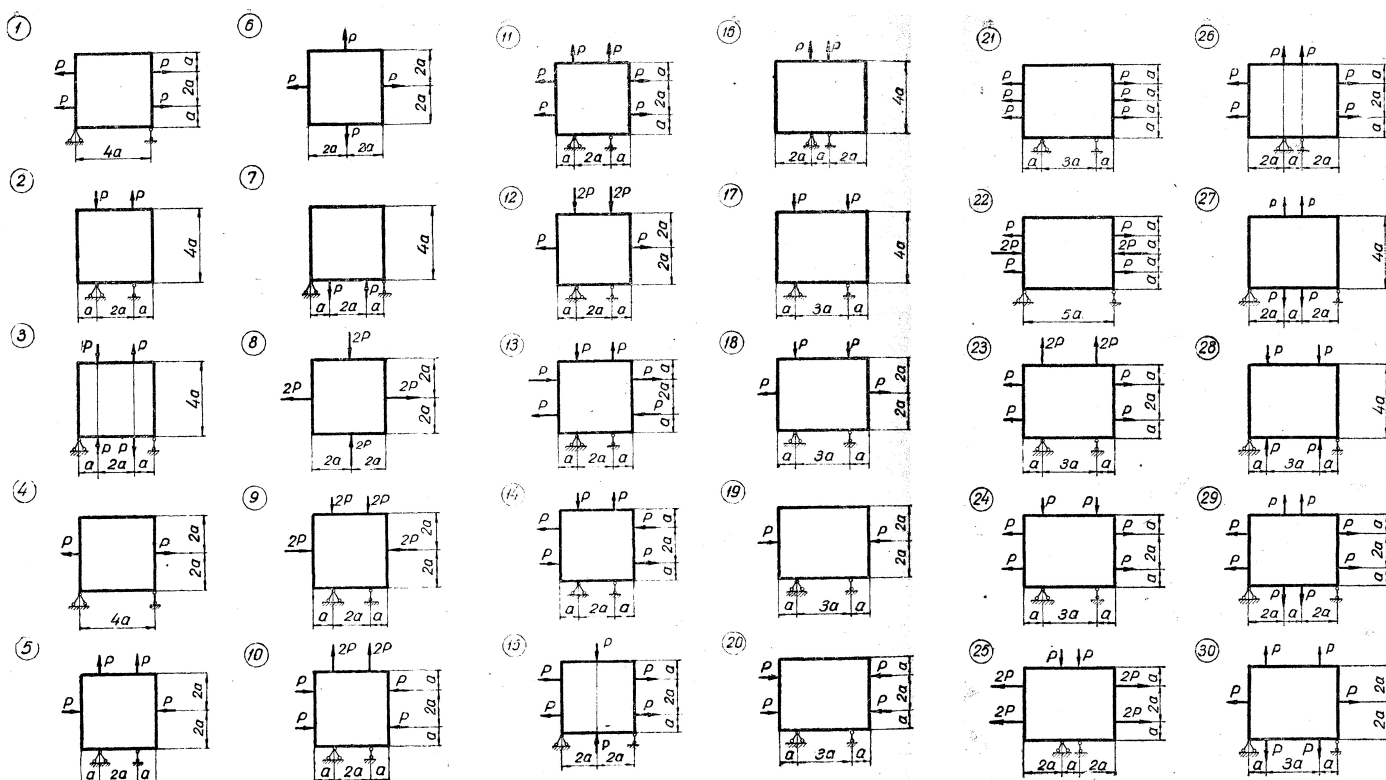 1
P P a
P P 2a
a
4a
2
P P
4a
a 2a a
3
P P
4a
P P
a 2a a
4
P P 2a
2a
4a
5
P P
P P 2a
2a
a 2a a
6
P
P P 2a
2a
P
2a 2a
7
4a
P P
a 2a a
8
2P
2P 2P 2a
2a
2P
2a 2a
9
2P 2P
2P 2P 2a
2a
a 2a a
10
2P 2P
P P a
P P 2a
a
a 2a a
11
P P
P P a
P P 2a
a
a 2a a
12
2P 2P
P P 2a
2a
a 2a a
13
P P
P P a
P P 2a
a
a 2a a
14
P P
P P a
P P 2a
a
a 2a a
15
P
P P a
P P 2a
a
P
2a 2a
16
P P
4a
2a a 2a
17
P P
4a
a 3a a
18
P P
P P 2a
2a
a 3a a
19
P P 2a
2a
a 3a a
20
P P a
P P 2a
a
a 3a a
21
P P a
P P a
P P a
a
a 3a a
22
P P a
2P 2P a
P P a
a
5a
23
2P 2P
P P a
P P 2a
a
a 3a a
24
P P
P P a
P P 2a
a
a 3a a
25
P P
2P 2P a
2P 2P 2a
a
2a a 2a
26
P P
P P a
P P 2a
a
2a a 2a
27
P P
4a
P P
2a a 2a
28
P P
4a
P P
a 3a a
29
P P
P P a
P P 2a
a
P P
2a a 2a
30
P P
P P 2a
2a
P P
a 3a a